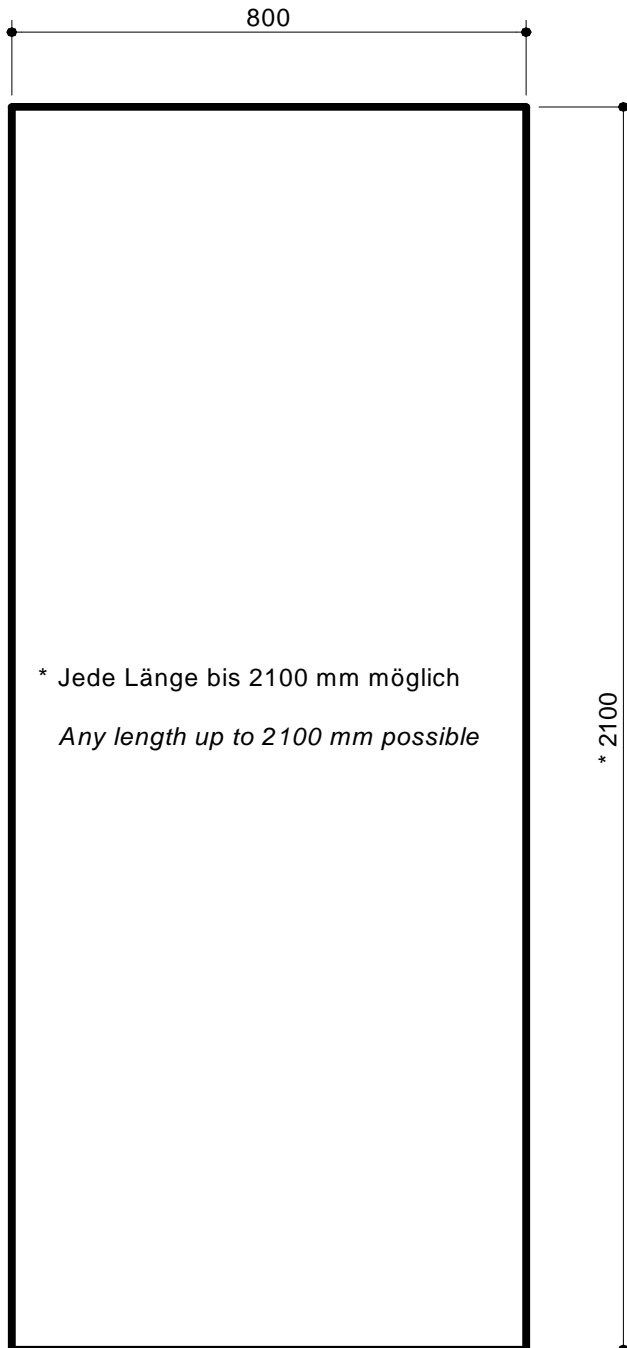 800
* Jede Länge bis 2100 mm möglich
Any length up to 2100 mm possible
* 2100